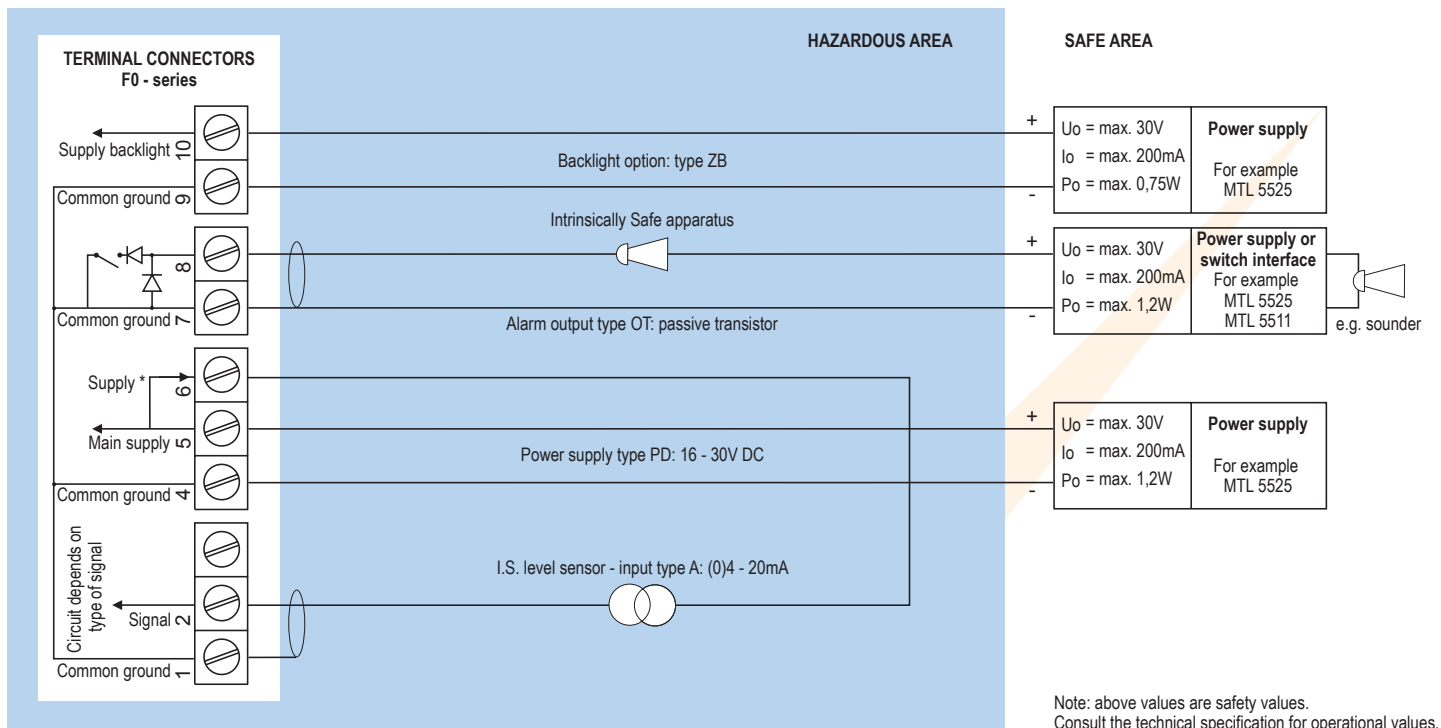 HAZARDOUS AREA
SAFE AREA
TERMINAL CONNECTORS
F0 - series
Supply backlight
10
Common ground
9
Backlight option: type ZB
+
-
Uo = max. 30V
Io = max. 200mA
Po = max. 0,75W
Power supply
For example
MTL 5525
8
Common ground
7
Intrinsically Safe apparatus
Alarm output type OT: passive transistor
+
-
Uo = max. 30V
Io = max. 200mA
Po = max. 1,2W
Power supply or
switch interface
For example
MTL 5525
MTL 5511
e.g. sounder
Supply *
6
Main supply
5
Common ground
4
Power supply type PD: 16 - 30V DC
+
-
Uo = max. 30V
Io = max. 200mA
Po = max. 1,2W
Power supply
For example
MTL 5525
Circuit depends on
type of signal
Signal
2
Common ground
1
I.S. level sensor - input type A: (0)4 - 20mA
Note: above values are safety values.
Consult the technical specification for operational values.